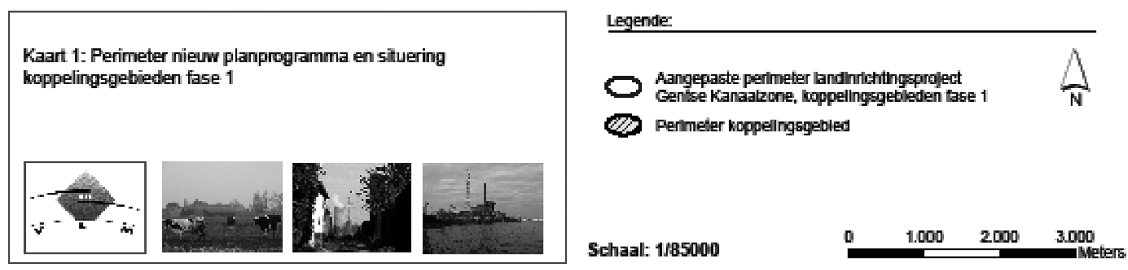 Kaart 1: Perimeter nieuw planprogramma en situering
koppelingsgebieden fase 1
V L M
Legende:
Aangepaste perimeter landinrichtingsproject
Gentse Kanaalzone, koppelingsgebieden fase 1
N
Perimeter koppelingsgebied
Schaal: 1/85000
0 1.000 2.000 3.000
Meters